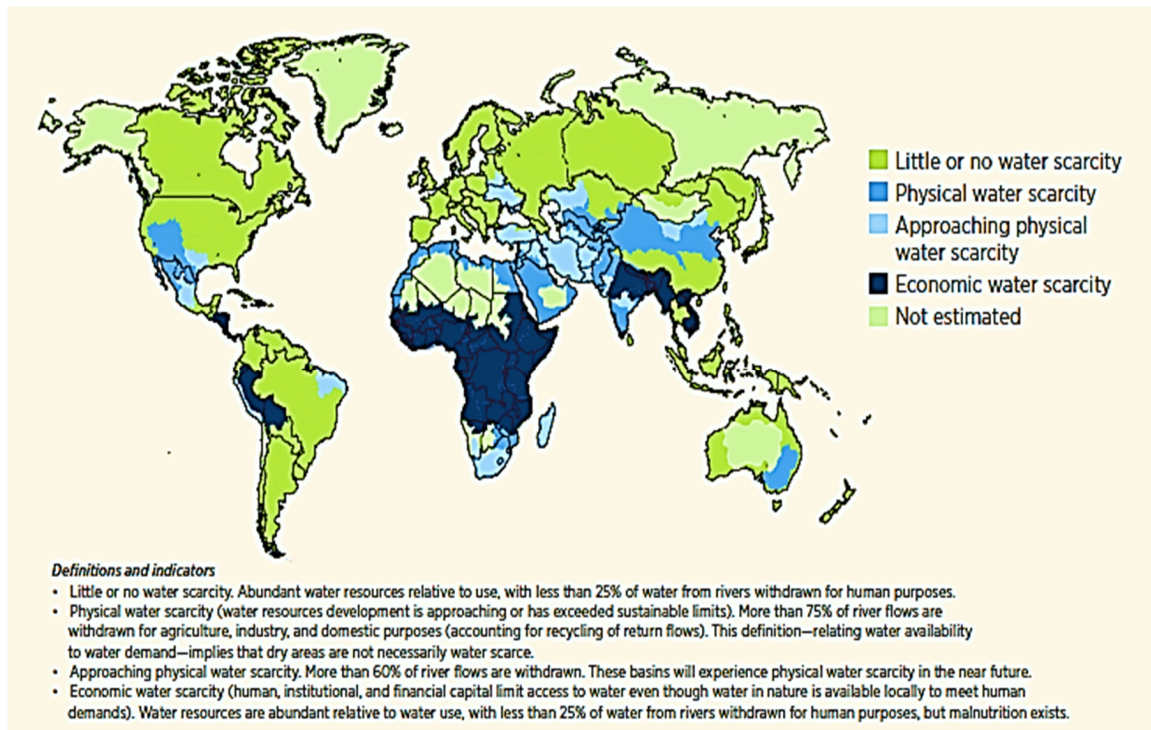 Little or no water scarcity
Physical water scarcity
Approaching physical
water scarcity
Economic water scarcity
Not estimated
Definitions and indicators
• Little or no water scarcity. Abundant water resources relative to use, with less than 25% of water from rivers withdrawn for human purposes.
• Physical water scarcity (water resources development is approaching or has exceeded sustainable limits). More than 75% of river flows are
withdrawn for agriculture, industry, and domestic purposes (accounting for recycling of return flows). This definition—relating water availability
to water demand—implies that dry areas are not necessarily water scarce.
• Approaching physical water scarcity. More than 60% of river flows are withdrawn. These basins will experience physical water scarcity in the near future.
• Economic water scarcity (human, institutional, and financial capital limit access to water even though water in nature is available locally to meet human
demands). Water resources are abundant relative to water use, with less than 25% of water from rivers withdrawn for human purposes, but malnutrition exists.